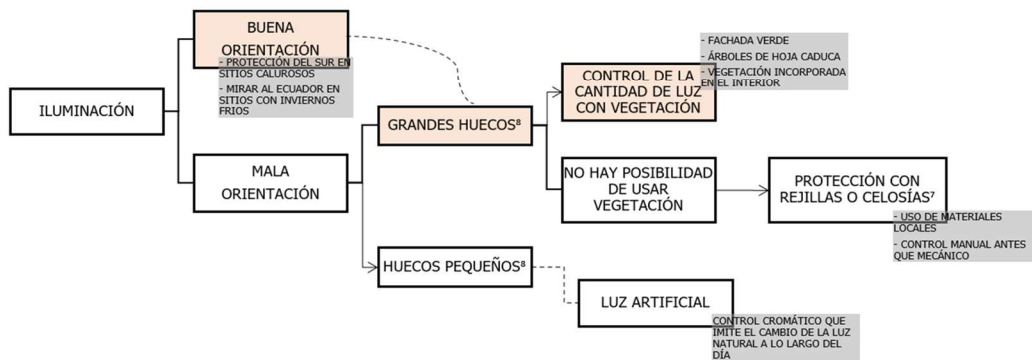 BUENA
ORIENTACIÓN
- PROTECCIÓN DEL SUR EN
SITIOS CALUROSOS
- MIRAR AL ECUADOR EN
SITIOS CON INVIERNOS
FRIOS
ILUMINACIÓN
MALA
ORIENTACIÓN
GRANDES HUECOS⁸
HUECOS PEQUEÑOS⁸
- FACHADA VERDE
- ÁRBOLES DE HOJA CADUCA
- VEGETACIÓN INCORPORADA
EN EL INTERIOR
CONTROL DE LA
CANTIDAD DE LUZ
CON VEGETACIÓN
NO HAY POSIBILIDAD
DE USAR
VEGETACIÓN
PROTECCIÓN CON
REJILLAS O CELOSÍAS⁷
- USO DE MATERIALES
LOCALES
- CONTROL MANUAL ANTES
QUE MECÁNICO
LUZ ARTIFICIAL
CONTROL CROMÁTICO QUE
IMITE EL CAMBIO DE LA LUZ
NATURAL A LO LARGO DEL
DÍA